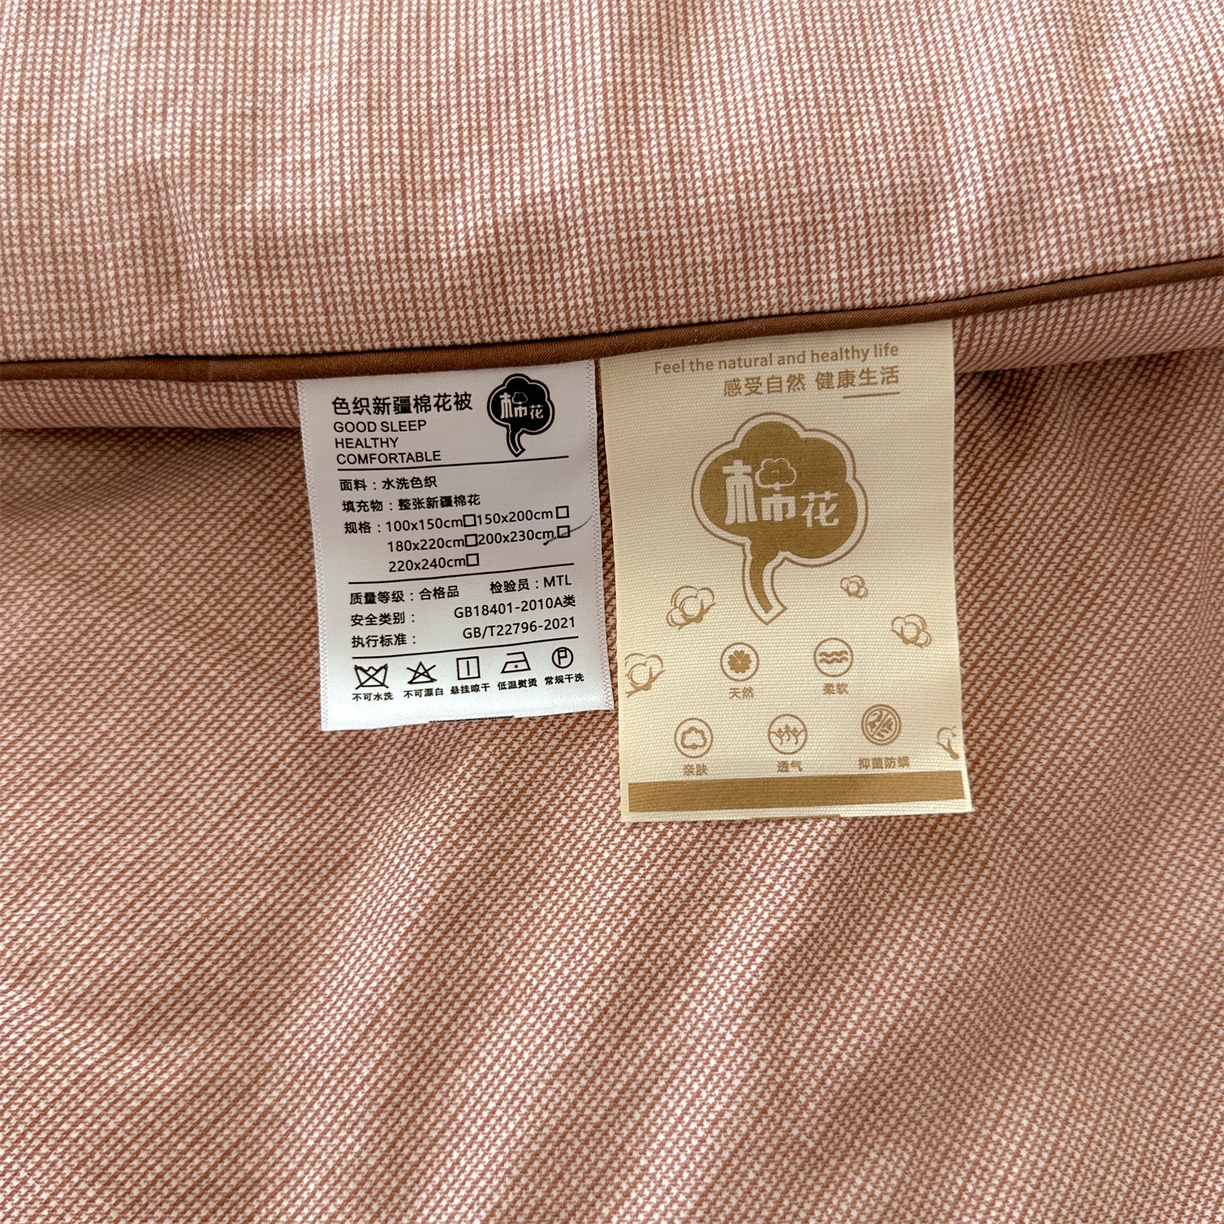 色织新疆棉花被
GOOD SLEEP
HEALTHY
COMFORTABLE
棉花
面料：水洗色织
填充物：整张新疆棉花
规格：100x150cm□150x200cm□
180x220cm□200x230cm□
220x240cm□
质量等级：合格品 检验员：MTL
安全类别： GB18401-2010A类
执行标准： GB/T22796-2021
P
不可水洗 不可漂白 悬挂晾干 低温熨烫 常规干洗
Feel the natural and healthy life
感受自然 健康生活
棉花
天然 柔软
亲肤 透气 抑菌防螨